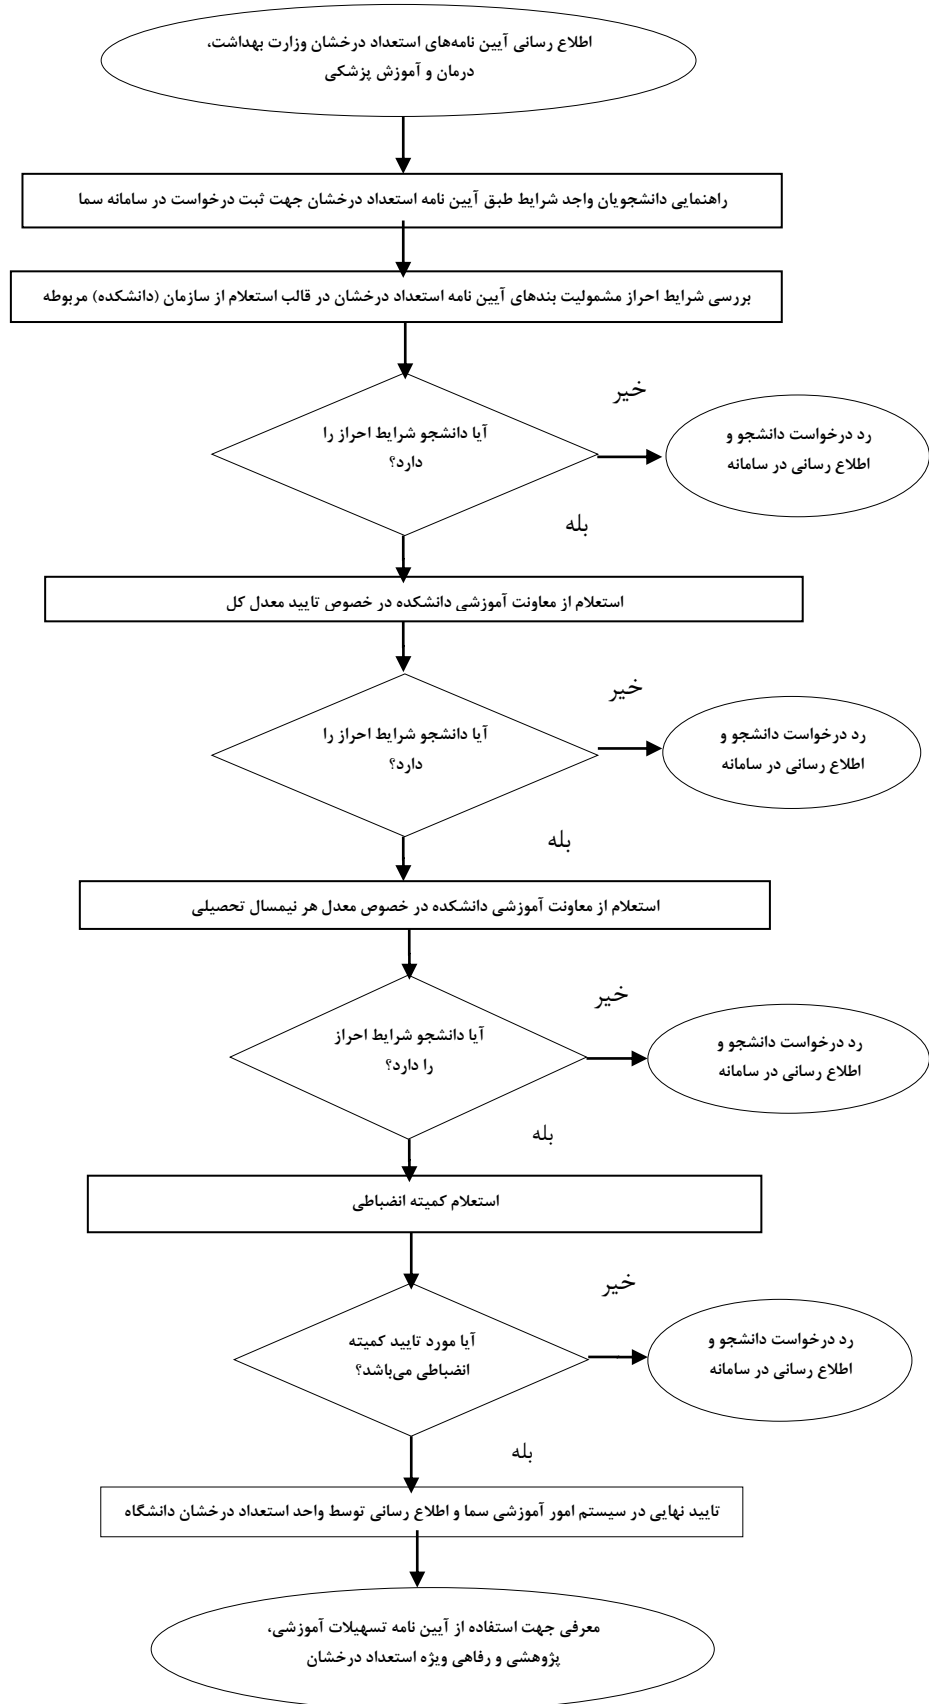 اطلاع رسانی آیین نامه‌های استعداد درخشان وزارت بهداشت،
درمان و آموزش پزشکی
راهنمایی دانشجویان واجد شرایط طبق آیین نامه استعداد درخشان جهت ثبت درخواست در سامانه سما
بررسی شرایط احراز مشمولیت بندهای آیین نامه استعداد درخشان در قالب استعلام از سازمان (دانشکده) مربوطه
آیا دانشجو شرایط احراز را
دارد؟
خیر
رد درخواست دانشجو و
اطلاع رسانی در سامانه
بله
استعلام از معاونت آموزشی دانشکده در خصوص تایید معدل کل
آیا دانشجو شرایط احراز را
دارد؟
خیر
رد درخواست دانشجو و
اطلاع رسانی در سامانه
بله
استعلام از معاونت آموزشی دانشکده در خصوص معدل هر نیمسال تحصیلی
آیا دانشجو شرایط احراز
را دارد؟
خیر
رد درخواست دانشجو و
اطلاع رسانی در سامانه
بله
استعلام کمیته انضباطی
آیا مورد تایید کمیته
انضباطی می‌باشد؟
خیر
رد درخواست دانشجو و
اطلاع رسانی در سامانه
بله
تایید نهایی در سیستم امور آموزشی سما و اطلاع رسانی توسط واحد استعداد درخشان دانشگاه
معرفی جهت استفاده از آیین نامه تسهیلات آموزشی،
پژوهشی و رفاهی ویژه استعداد درخشان